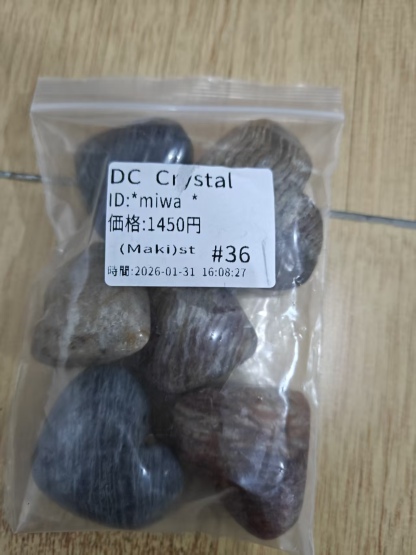 DC Crystal
ID:*miwa *
価格:1450円
(Maki)st #36
時間:2026-01-31 16:08:27